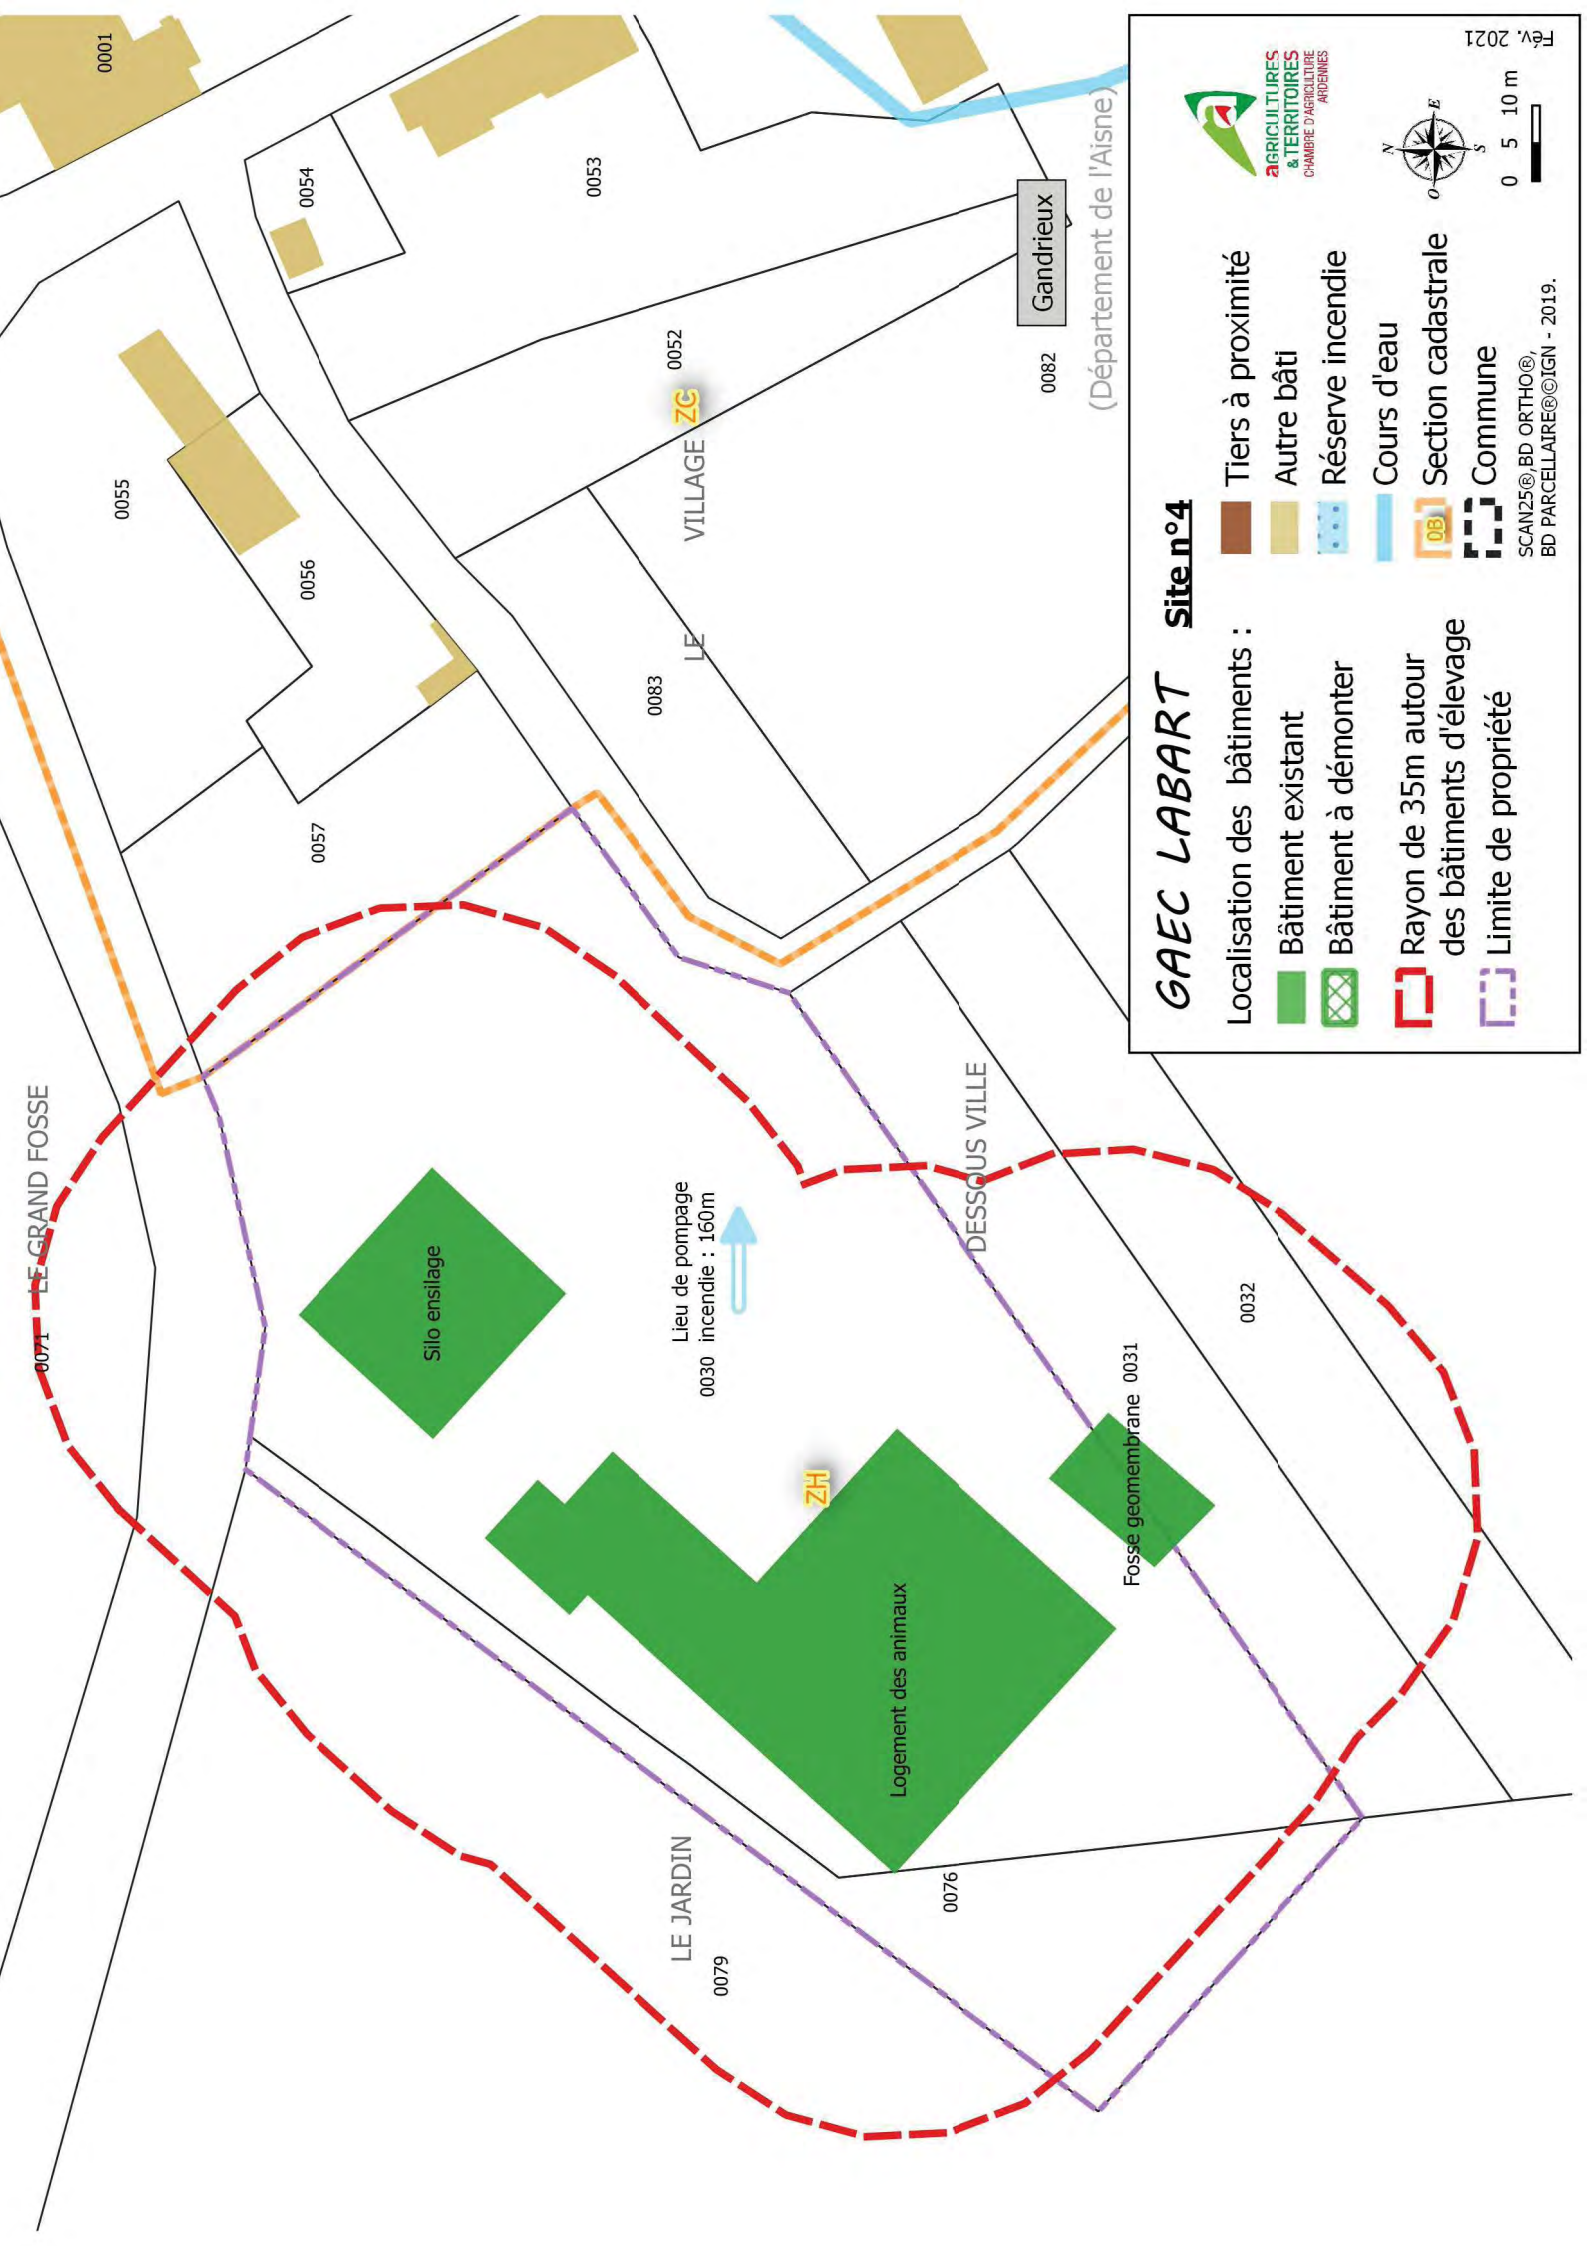 LE GRAND FOSSE
0071
0001
0054
0055
0056
0057
0053
0052
ZC
LE VILLAGE
0083
0082
Gandrieux
(Département de l'Aisne)
Silo ensilage
Lieu de pompage
incendie : 160m
0030
ZH
DESSOUS VILLE
0031
0032
Fosse geomembrane
Logement des animaux
LE JARDIN
0079
0076
GAEC LABART Site n°4
Localisation des bâtiments :
Bâtiment existant
Bâtiment à démonter
Rayon de 35m autour
des bâtiments d'élevage
Limite de propriété
Tiers à proximité
Autre bâti
Réserve incendie
Cours d'eau
0B
Section cadastrale
Commune
SCAN25®,BD ORTHO®,
BD PARCELLAIRE®©IGN - 2019.
a
AGRICULTURES
& TERRITOIRES
CHAMBRE D'AGRICULTURE
ARDENNES
N
O E
S
0 5 10 m
Fév. 2021